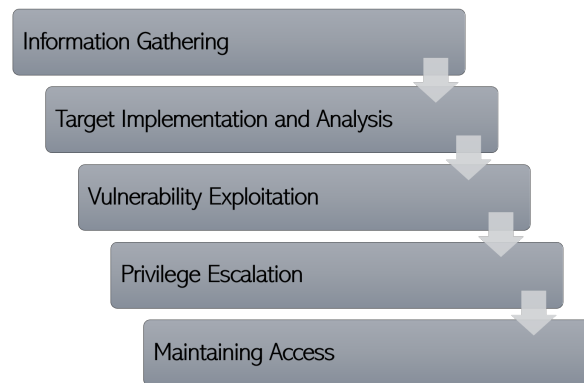 Information Gathering
Target Implementation and Analysis
Vulnerability Exploitation
Privilege Escalation
Maintaining Access